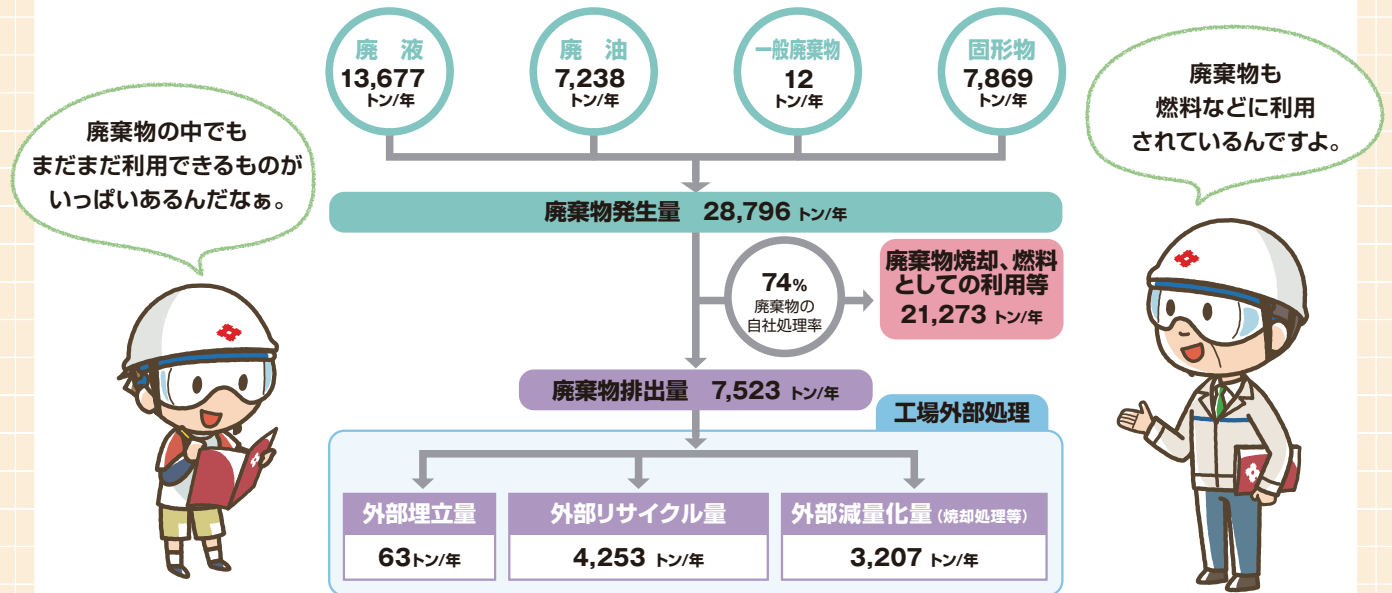 廃 液
13,677
トン/年
廃 油
7,238
トン/年
一般廃棄物
12
トン/年
固形物
7,869
トン/年
廃棄物の中でも
まだまだ利用できるものが
いっぱいあるんだなぁ。
廃棄物も
燃料などに利用
されているんですよ。
廃棄物発生量 28,796 トン/年
74%
廃棄物の
自社処理率
廃棄物焼却、燃料
としての利用等
21,273 トン/年
廃棄物排出量 7,523 トン/年
工場外部処理
外部埋立量
63トン/年
外部リサイクル量
4,253 トン/年
外部減量化量(焼却処理等)
3,207 トン/年